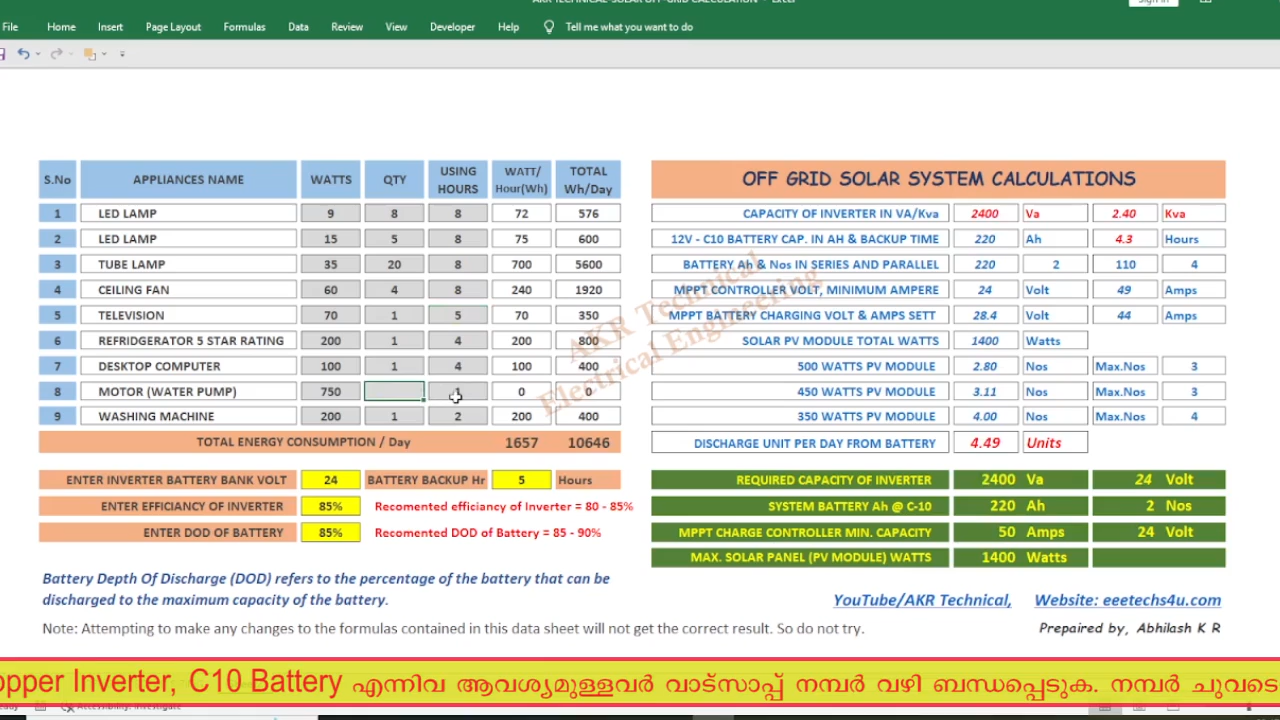 File Home Insert Page Layout Formulas Data Review View Developer Help Tell me what you want to do
S.No APPLIANCES NAME WATTS QTY USING HOURS WATT/ Hour(Wh) TOTAL Wh/Day
1 LED LAMP 9 8 8 72 576
2 LED LAMP 15 5 8 75 600
3 TUBE LAMP 35 20 8 700 5600
4 CEILING FAN 60 4 8 240 1920
5 TELEVISION 70 1 5 70 350
6 REFRIDGERATOR 5 STAR RATING 200 1 4 200 800
7 DESKTOP COMPUTER 100 1 4 100 400
8 MOTOR (WATER PUMP) 750 1 0 0
9 WASHING MACHINE 200 1 2 200 400
TOTAL ENERGY CONSUMPTION / Day 1657 10646
ENTER INVERTER BATTERY BANK VOLT 24 BATTERY BACKUP Hr 5 Hours
ENTER EFFICIANCY OF INVERTER 85% Recomented efficiancy of Inverter = 80 - 85%
ENTER DOD OF BATTERY 85% Recomented DOD of Battery = 85 - 90%
Battery Depth Of Discharge (DOD) refers to the percentage of the battery that can be
discharged to the maximum capacity of the battery.
Note: Attempting to make any changes to the formulas contained in this data sheet will not get the correct result. So do not try.
OFF GRID SOLAR SYSTEM CALCULATIONS
CAPACITY OF INVERTER IN VA/Kva 2400 Va 2.40 Kva
12V - C10 BATTERY CAP. IN AH & BACKUP TIME 220 Ah 4.3 Hours
BATTERY Ah & Nos IN SERIES AND PARALLEL 220 2 110 4
MPPT CONTROLLER VOLT, MINIMUM AMPERE 24 Volt 49 Amps
MPPT BATTERY CHARGING VOLT & AMPS SETT 28.4 Volt 44 Amps
SOLAR PV MODULE TOTAL WATTS 1400 Watts
500 WATTS PV MODULE 2.80 Nos Max.Nos 3
450 WATTS PV MODULE 3.11 Nos Max.Nos 3
350 WATTS PV MODULE 4.00 Nos Max.Nos 4
DISCHARGE UNIT PER DAY FROM BATTERY 4.49 Units
REQUIRED CAPACITY OF INVERTER 2400 Va 24 Volt
SYSTEM BATTERY Ah @ C-10 220 Ah 2 Nos
MPPT CHARGE CONTROLLER MIN. CAPACITY 50 Amps 24 Volt
MAX. SOLAR PANEL (PV MODULE) WATTS 1400 Watts
YouTube/AKR Technical, Website: eeetechs4u.com
Prepaired by, Abhilash K R
AKR Technical
Electrical Engineering
opper Inverter, C10 Battery എന്നിവ ആവശ്യമുള്ളവർ വാട്സാപ്പ് നമ്പർ വഴി ബന്ധപ്പെടുക. നമ്പർ ചുവടെ